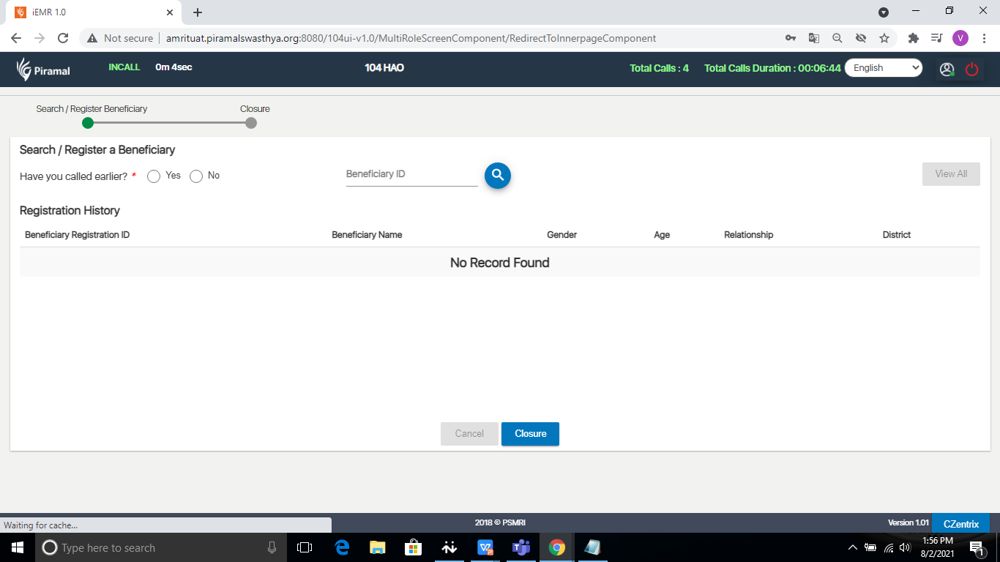 iEMR 1.0
Not secure amrituat.piramalswasthya.org:8080/104ui-v1.0/MultiRoleScreenComponent/RedirectToInnerpageComponent
V
Piramal INCALL 0m 4sec 104 HAO Total Calls : 4 Total Calls Duration : 00:06:44 English
Search / Register Beneficiary Closure
Search / Register a Beneficiary
Have you called earlier? * Yes No Beneficiary ID View All
Registration History
Beneficiary Registration ID Beneficiary Name Gender Age Relationship District
No Record Found
Cancel Closure
Waiting for cache... 2018 © PSMRI Version 1.01 CZentrix
Type here to search 1:56 PM
8/2/2021 1